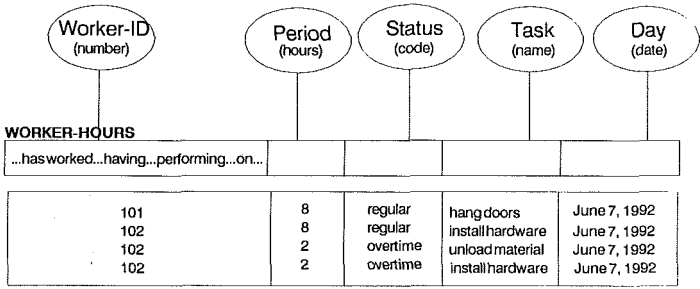 Worker-ID Period Status Task Day
(number) (hours) (code) (name) (date)
WORKER-HOURS
...has worked...having...performing...on...
101 8 regular hang doors June 7, 1992
102 8 regular install hardware June 7, 1992
102 2 overtime unload material June 7, 1992
102 2 overtime install hardware June 7, 1992